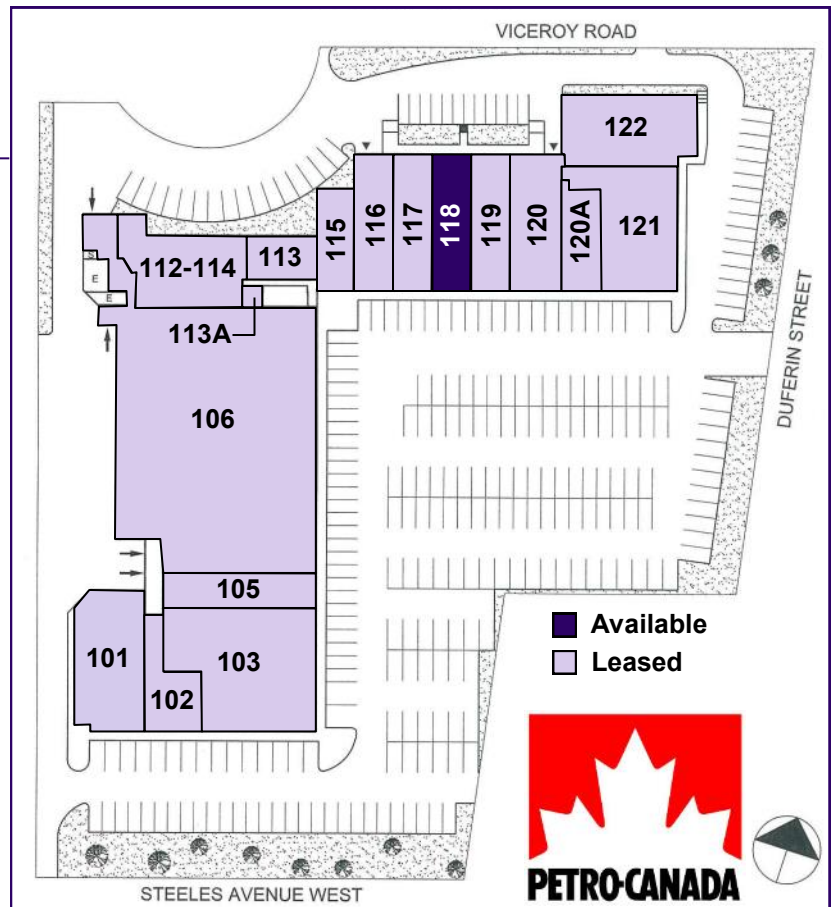 VICEROY ROAD
122
115
116
117
118
119
120
120A
121
112-114
113
S
E
E
113A
DUFERIN STREET
106
105
101
103
102
Available
Leased
PETRO-CANADA
STEELES AVENUE WEST